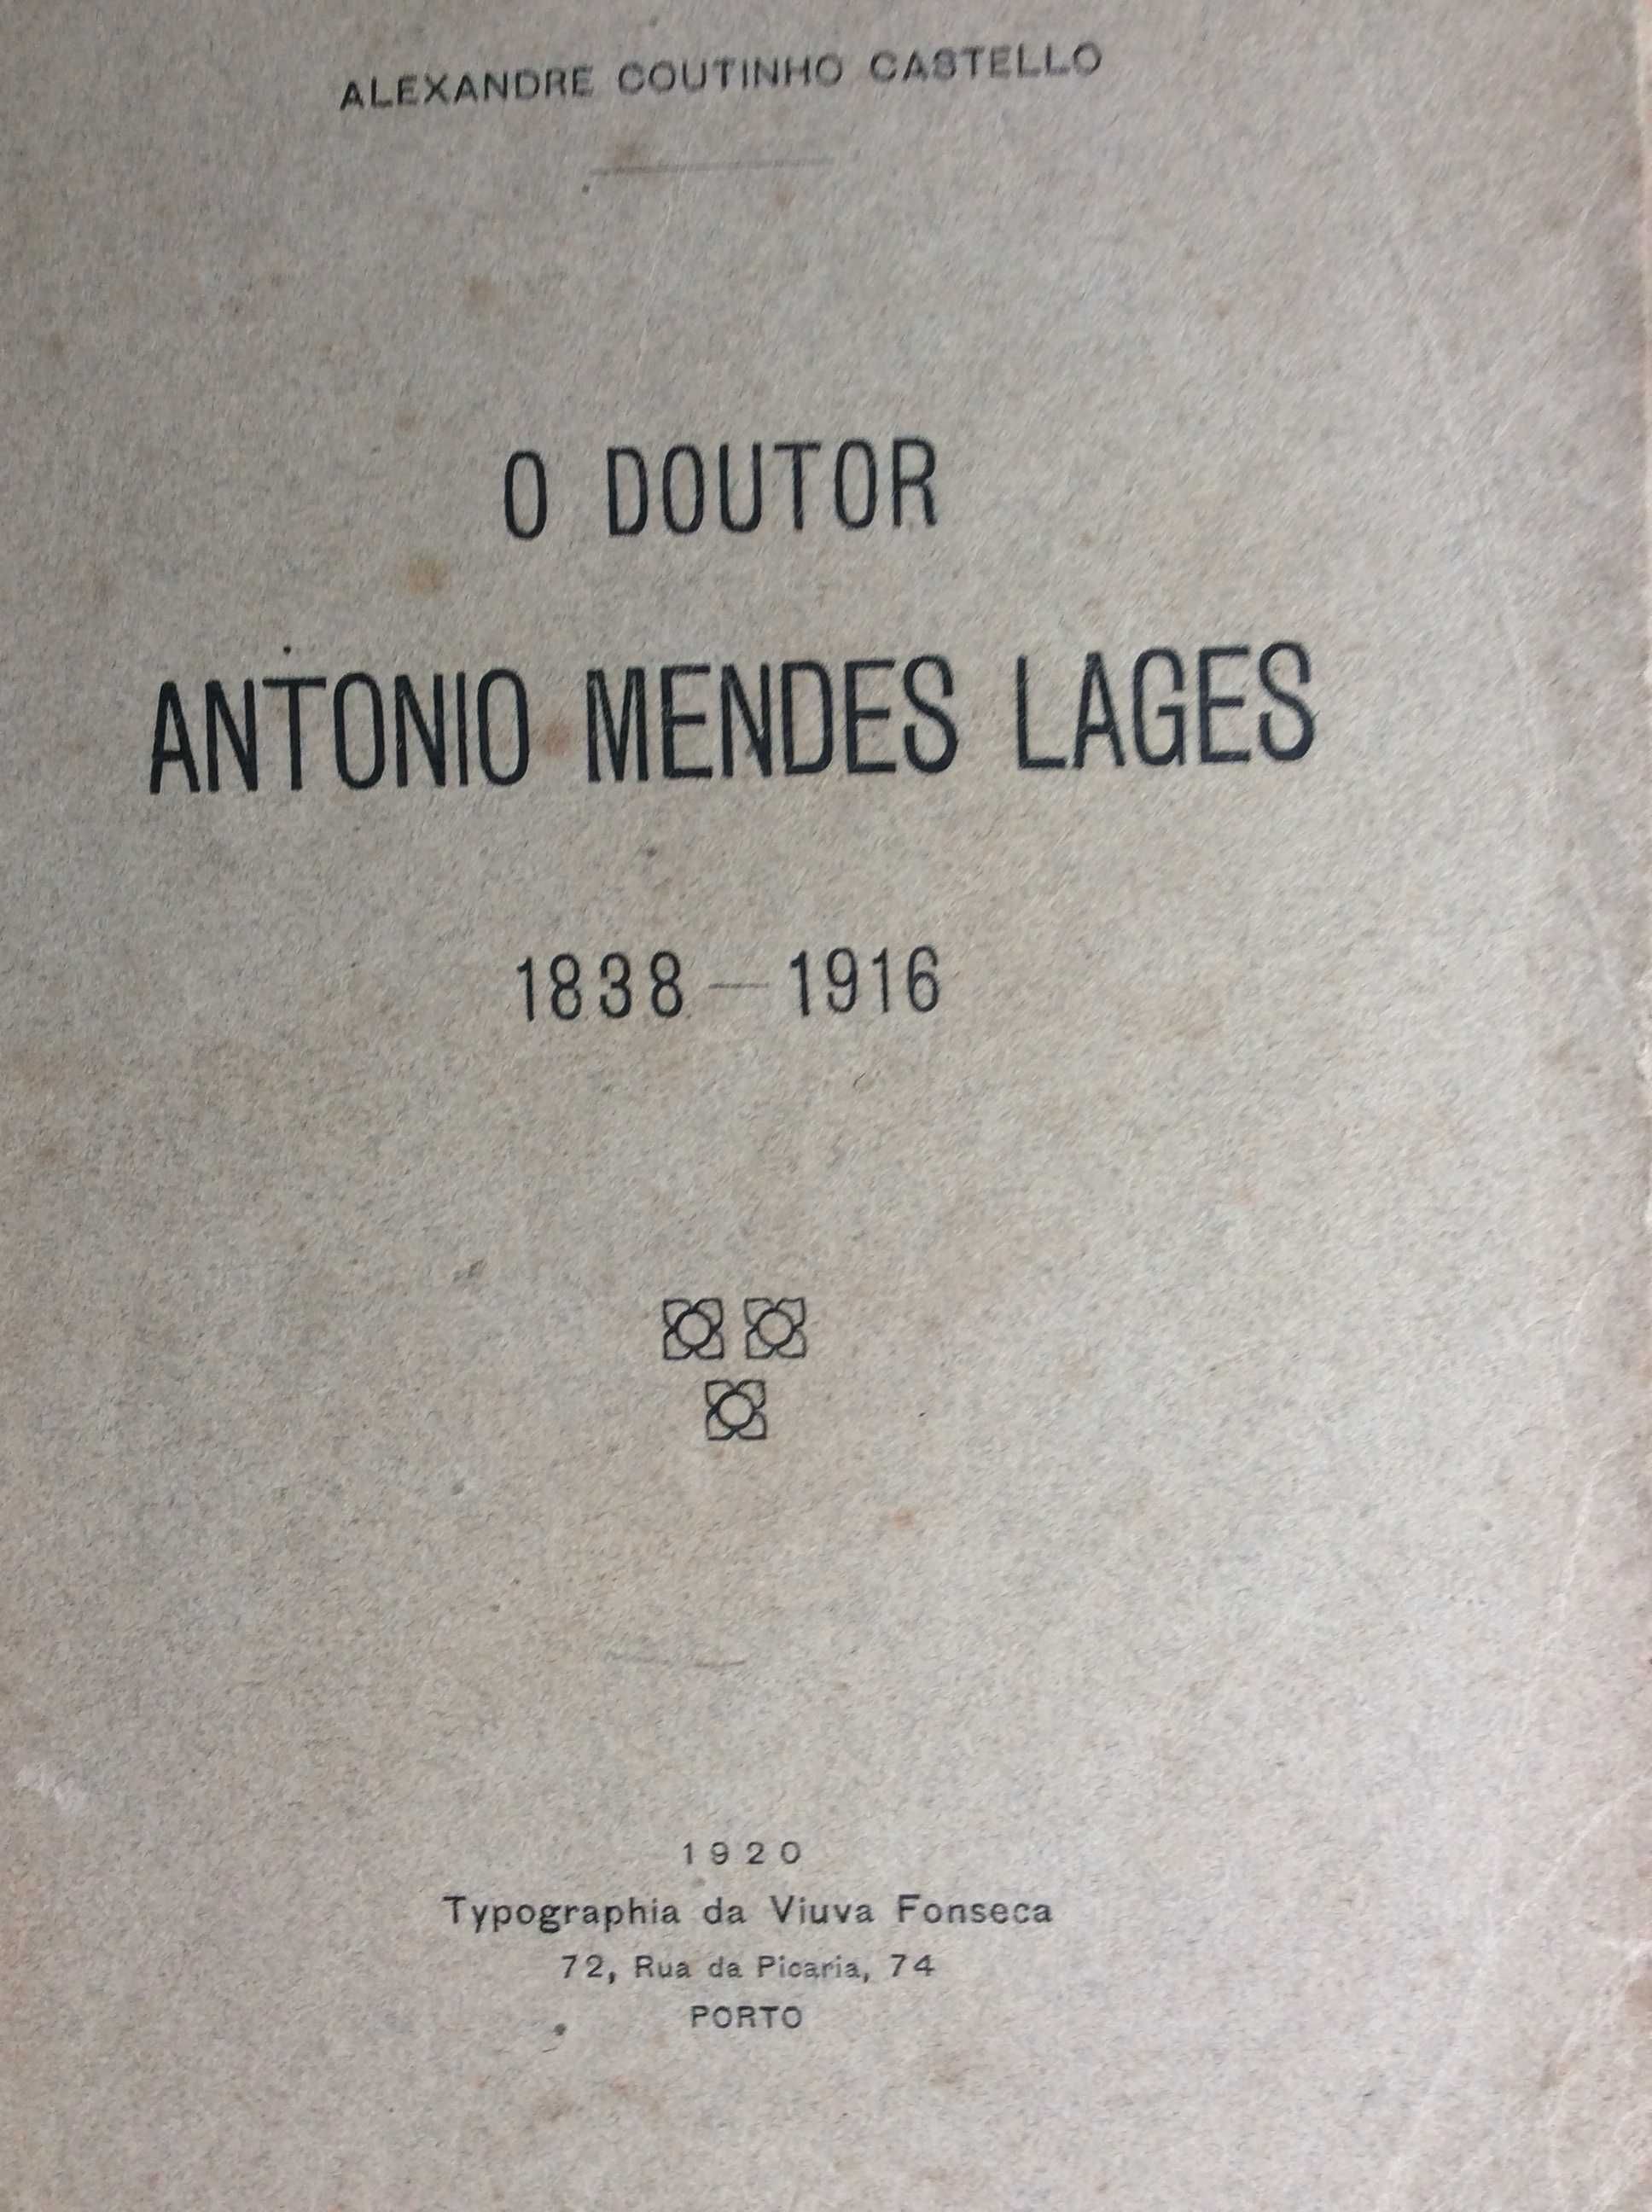 ALEXANDRE COUTINHO CASTELLO
O DOUTOR
ANTONIO MENDES LAGES
1838 — 1916
1920
Typographia da Viuva Fonseca
72, Rua da Picaria, 74
PORTO